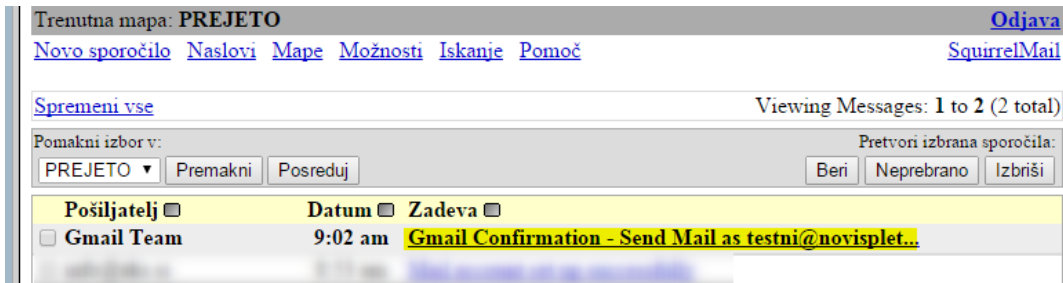 Trenutna mapa: PREJETO Odjava
Novo sporočilo Naslovi Mape Možnosti Iskanje Pomoč SquirrelMail
Spremeni vse Viewing Messages: 1 to 2 (2 total)
Pomakni izbor v: Pretvori izbrana sporočila:
PREJETO Premakni Posreduj Beri Neprebrano Izbriši
Pošiljatelj Datum Zadeva
Gmail Team 9:02 am Gmail Confirmation - Send Mail as testni@novisplet...